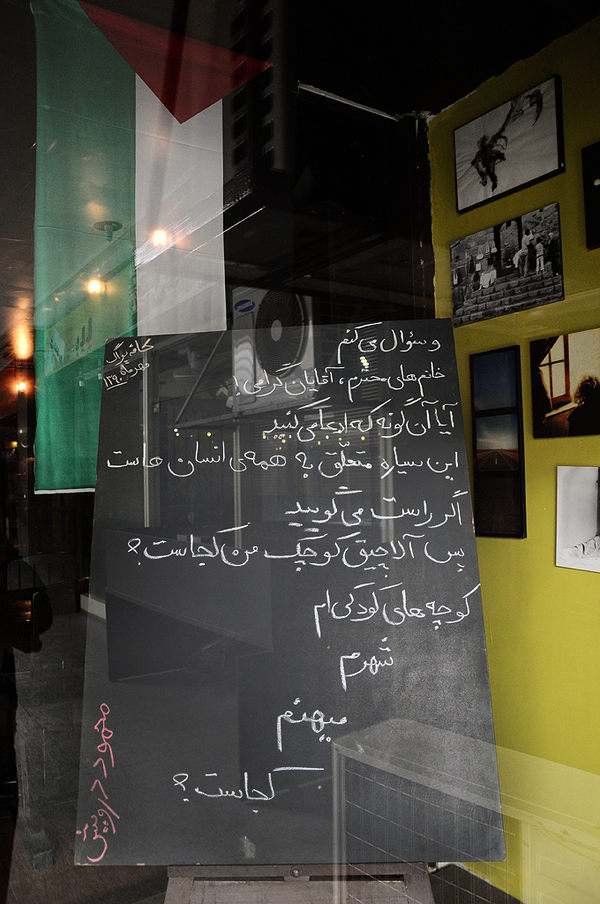 کافه پراگ
مهرماه ۱۳۹۰
و سؤال می کنم
خانم های محترم، آقایان گرامی!
آیا آن گونه که ادعا می کنید
این سیاره متعلّق به همه ی انسان هاست
اگر راست می گویید
پس آلاچیق کوچک من کجاست؟
کوچه های کودکی ام
شهرم
میهنم
کجاست؟
محمود درویش